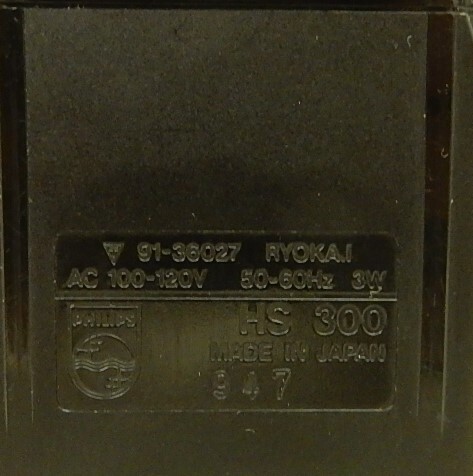 91-36027 RYOKAI
AC 100-120V 50-60Hz 3W
PHILIPS
HS 300
MADE IN JAPAN
947